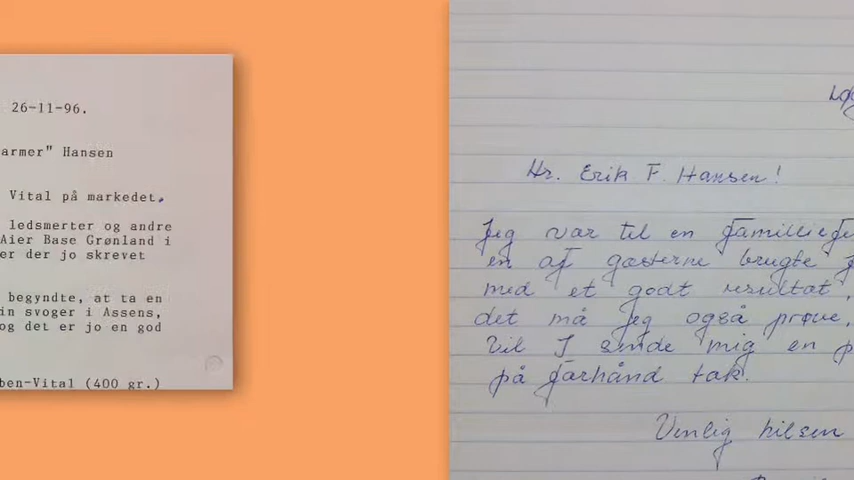 26-11-96.
armer" Hansen
Vital på markedet.
ledsmerter og andre
Aier Base Grønland i
er der jo skrevet
begyndte, at ta en
in svoger i Assens,
og det er jo en god
ben-Vital (400 gr.)
Hr. Erik F. Hansen!
Jeg var til en familiefe
en af gæsterne brugte
med et godt resultat,
det må jeg også prøve.
Vil I sende mig en p
på forhånd tak.
Venlig hilsen